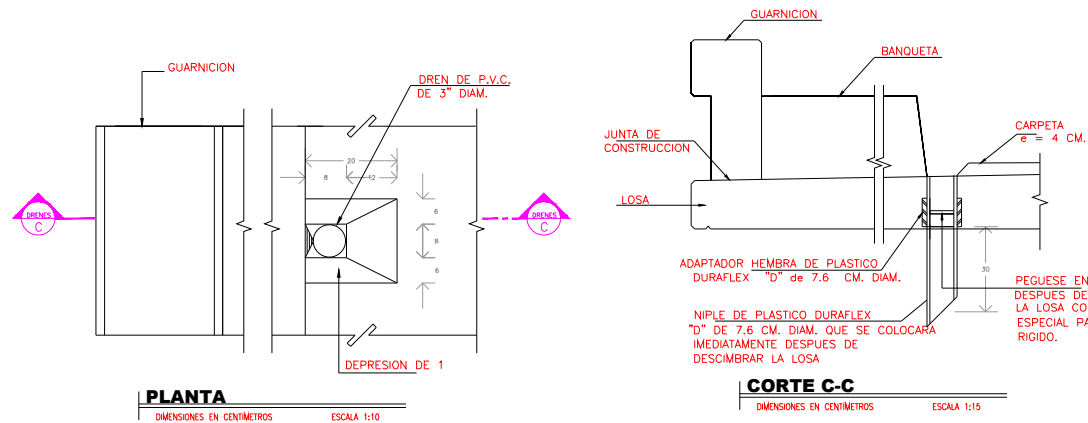 GUARNICION
DREN DE P.V.C.
DE 3" DIAM.
20
8
12
6
8
6
DRENES
C
DRENES
C
DEPRESION DE 1
PLANTA
DIMENSIONES EN CENTIMETROS
ESCALA 1:10
GUARNICION
BANQUETA
JUNTA DE
CONSTRUCCION
CARPETA
e = 4 CM.
LOSA
ADAPTADOR HEMBRA DE PLASTICO
DURAFLEX "D" de 7.6 CM. DIAM.
30
NIPLE DE PLASTICO DURAFLEX
"D" DE 7.6 CM. DIAM. QUE SE COLOCARA
IMEDIATAMENTE DESPUES DE
DESCIMBRAR LA LOSA
PEGUESE EN
DESPUES DE
LA LOSA CO
ESPECIAL PA
RIGIDO.
CORTE C-C
DIMENSIONES EN CENTIMETROS
ESCALA 1:15